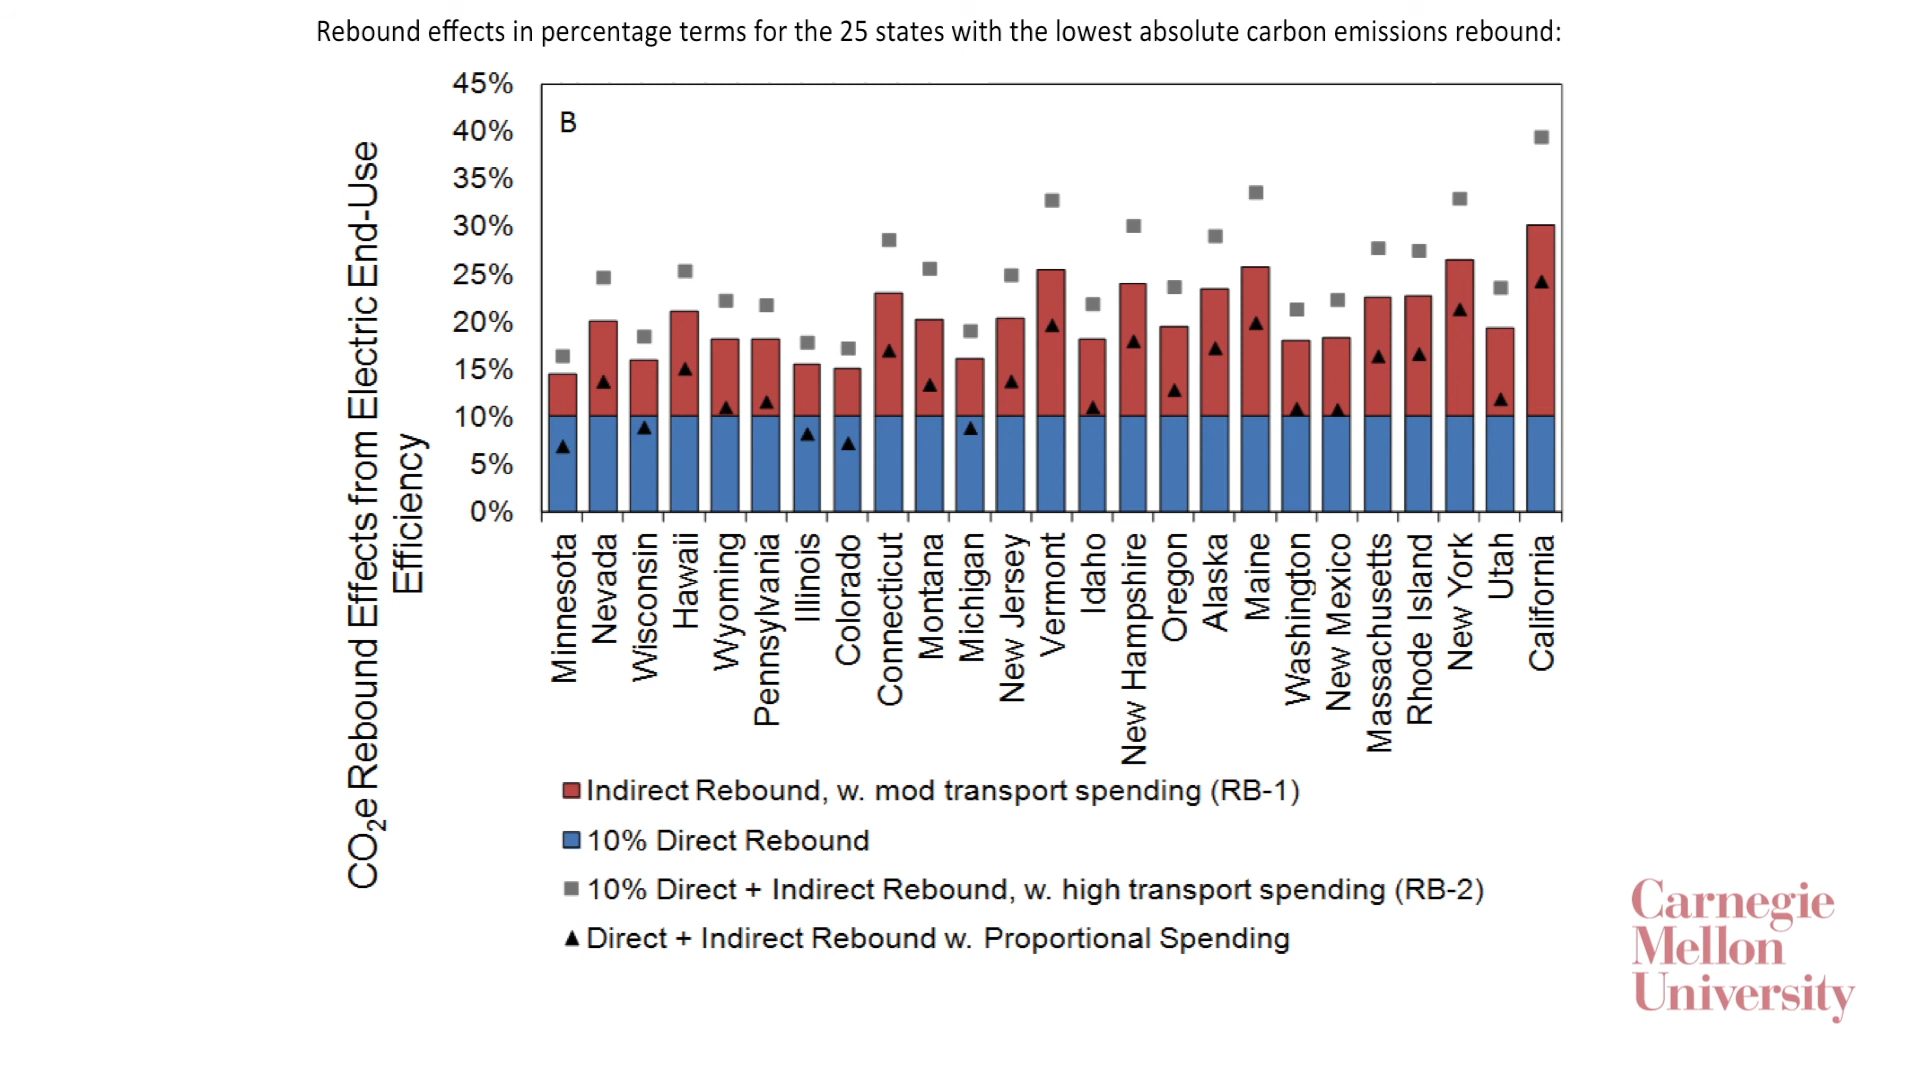 Rebound effects in percentage terms for the 25 states with the lowest absolute carbon emissions rebound:
CO₂e Rebound Effects from Electric End-Use
Efficiency
45%
40%
35%
30%
25%
20%
15%
10%
5%
0%
B
Minnesota
Nevada
Wisconsin
Hawaii
Wyoming
Pennsylvania
Illinois
Colorado
Connecticut
Montana
Michigan
New Jersey
Vermont
Idaho
New Hampshire
Oregon
Alaska
Maine
Washington
New Mexico
Massachusetts
Rhode Island
New York
Utah
California
Indirect Rebound, w. mod transport spending (RB-1)
10% Direct Rebound
10% Direct + Indirect Rebound, w. high transport spending (RB-2)
Direct + Indirect Rebound w. Proportional Spending
Carnegie
Mellon
University